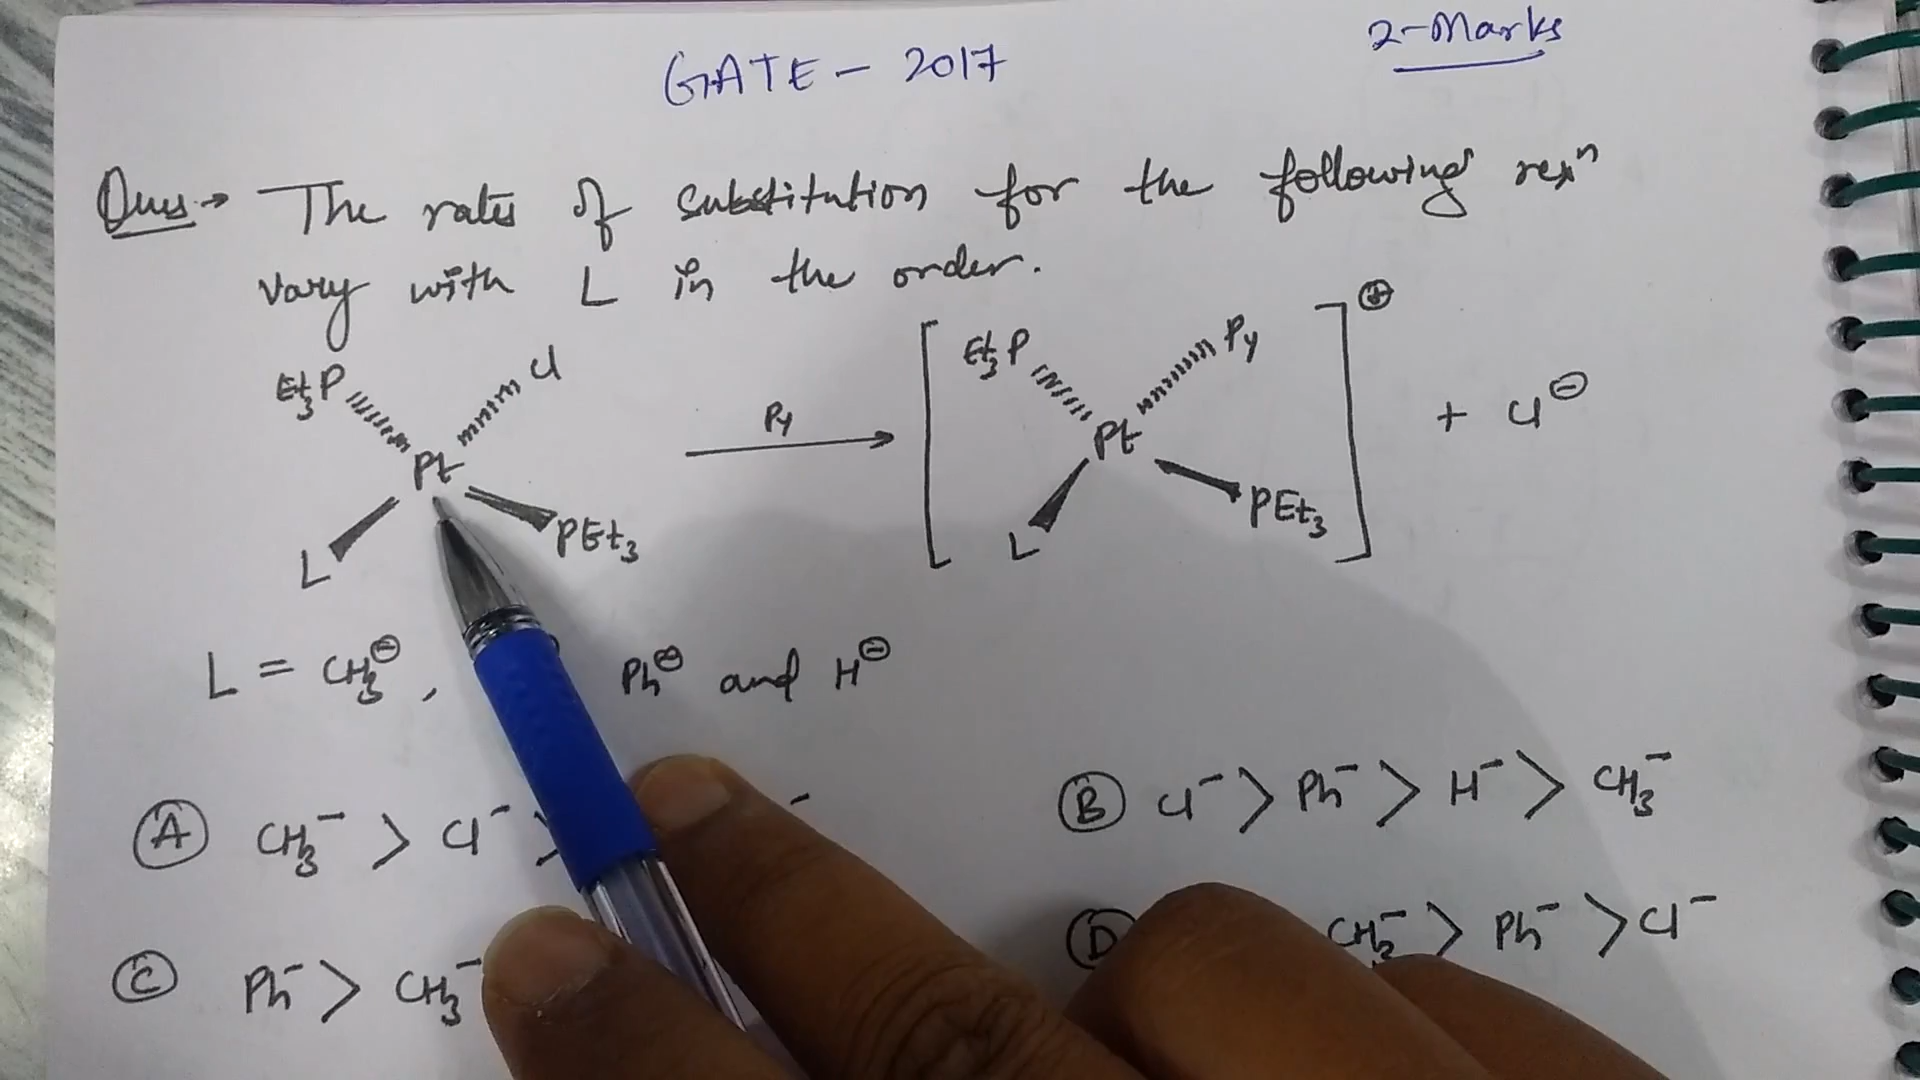 GATE - 2017
2-Marks
Ques → The rates of substitution for the following rexⁿ
vary with L in the order.
Et₃P Cl
Pt
L PEt₃
Py
[Et₃P Py
Pt
L PEt₃]⊕
+ Cl⊖
L = CH₃⊖, Ph⊖ and H⊖
Ⓐ CH₃⁻ > Cl⁻ > ⁻
Ⓑ Cl⁻ > Ph⁻ > H⁻ > CH₃⁻
Ⓒ Ph⁻ > CH₃⁻
Ⓓ CH₃⁻ > Ph⁻ > Cl⁻